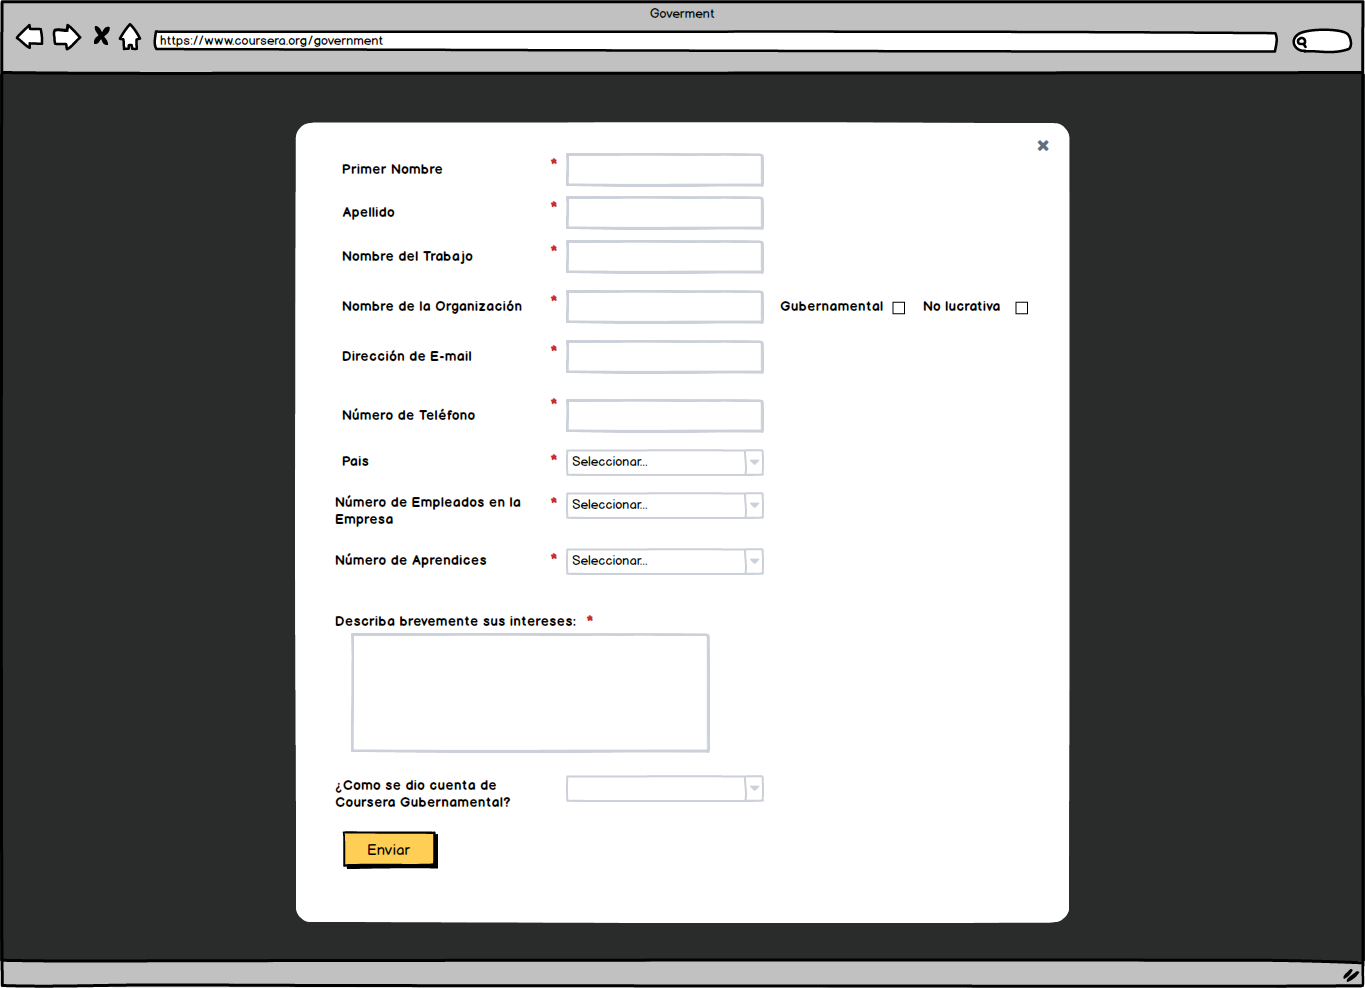 Goverment
https://www.coursera.org/government
Primer Nombre *
Apellido *
Nombre del Trabajo *
Nombre de la Organización * Gubernamental No lucrativa
Dirección de E-mail *
Número de Teléfono *
Pais * Seleccionar...
Número de Empleados en la * Seleccionar...
Empresa
Número de Aprendices * Seleccionar...
Describa brevemente sus intereses: *
¿Como se dio cuenta de
Coursera Gubernamental?
Enviar